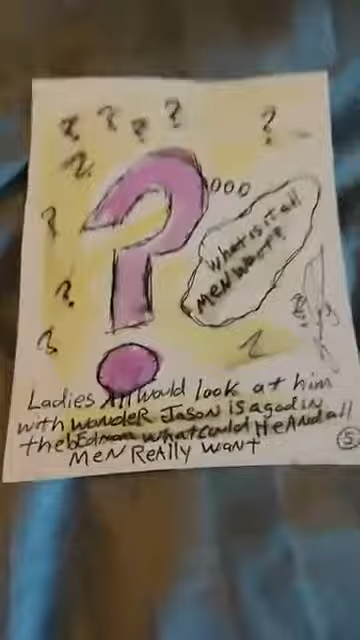 ? ? ? ? ?
?
?
?
?
?
?
What is it all
MEN WANT?
Ladies All Would look at him
with wonder Jason is a god in
the bEdroom what could He And all
MEN REAlly want
5